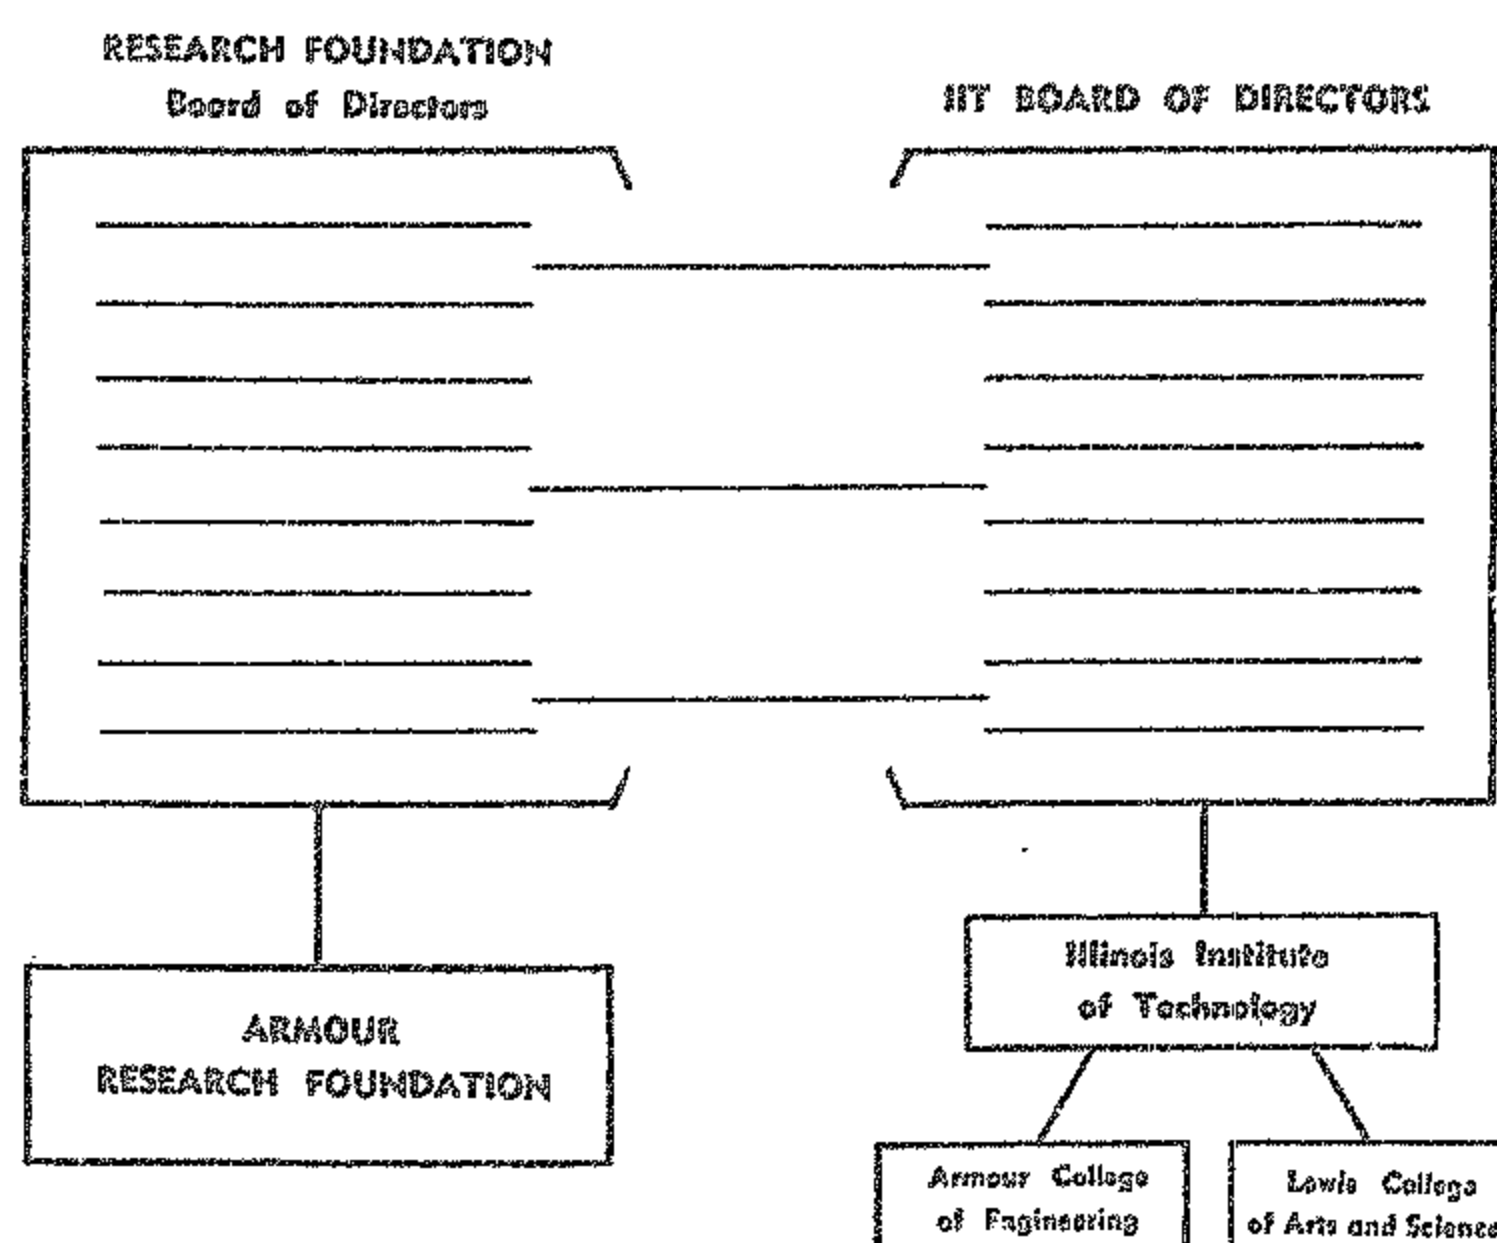 RESEARCH FOUNDATION
Board of Directors
IIT BOARD OF DIRECTORS
ARMOUR
RESEARCH FOUNDATION
Illinois Institute
of Technology
Armour College
of Engineering
Lewis College
of Arts and Science